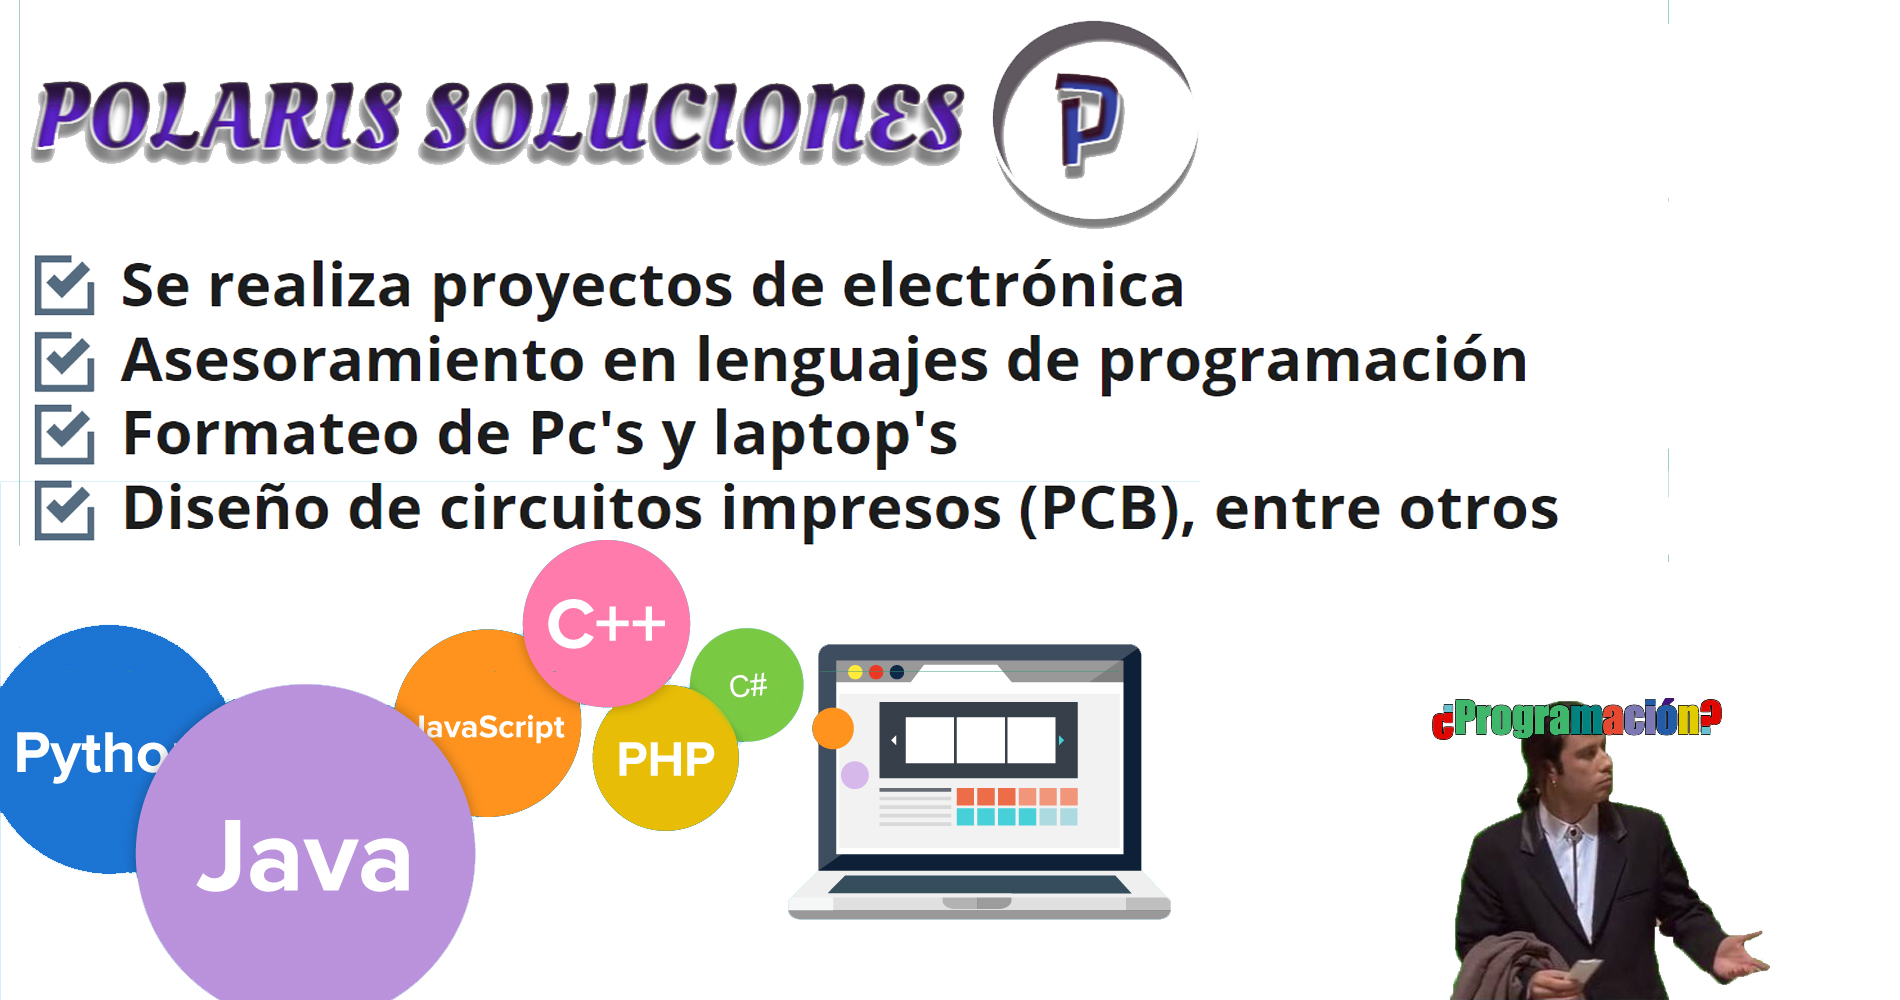 POLARIS SOLUCIONES
P
Se realiza proyectos de electrónica
Asesoramiento en lenguajes de programación
Formateo de Pc's y laptop's
Diseño de circuitos impresos (PCB), entre otros
C++
C#
Pytho
JavaScript
PHP
Java
¿Programación?